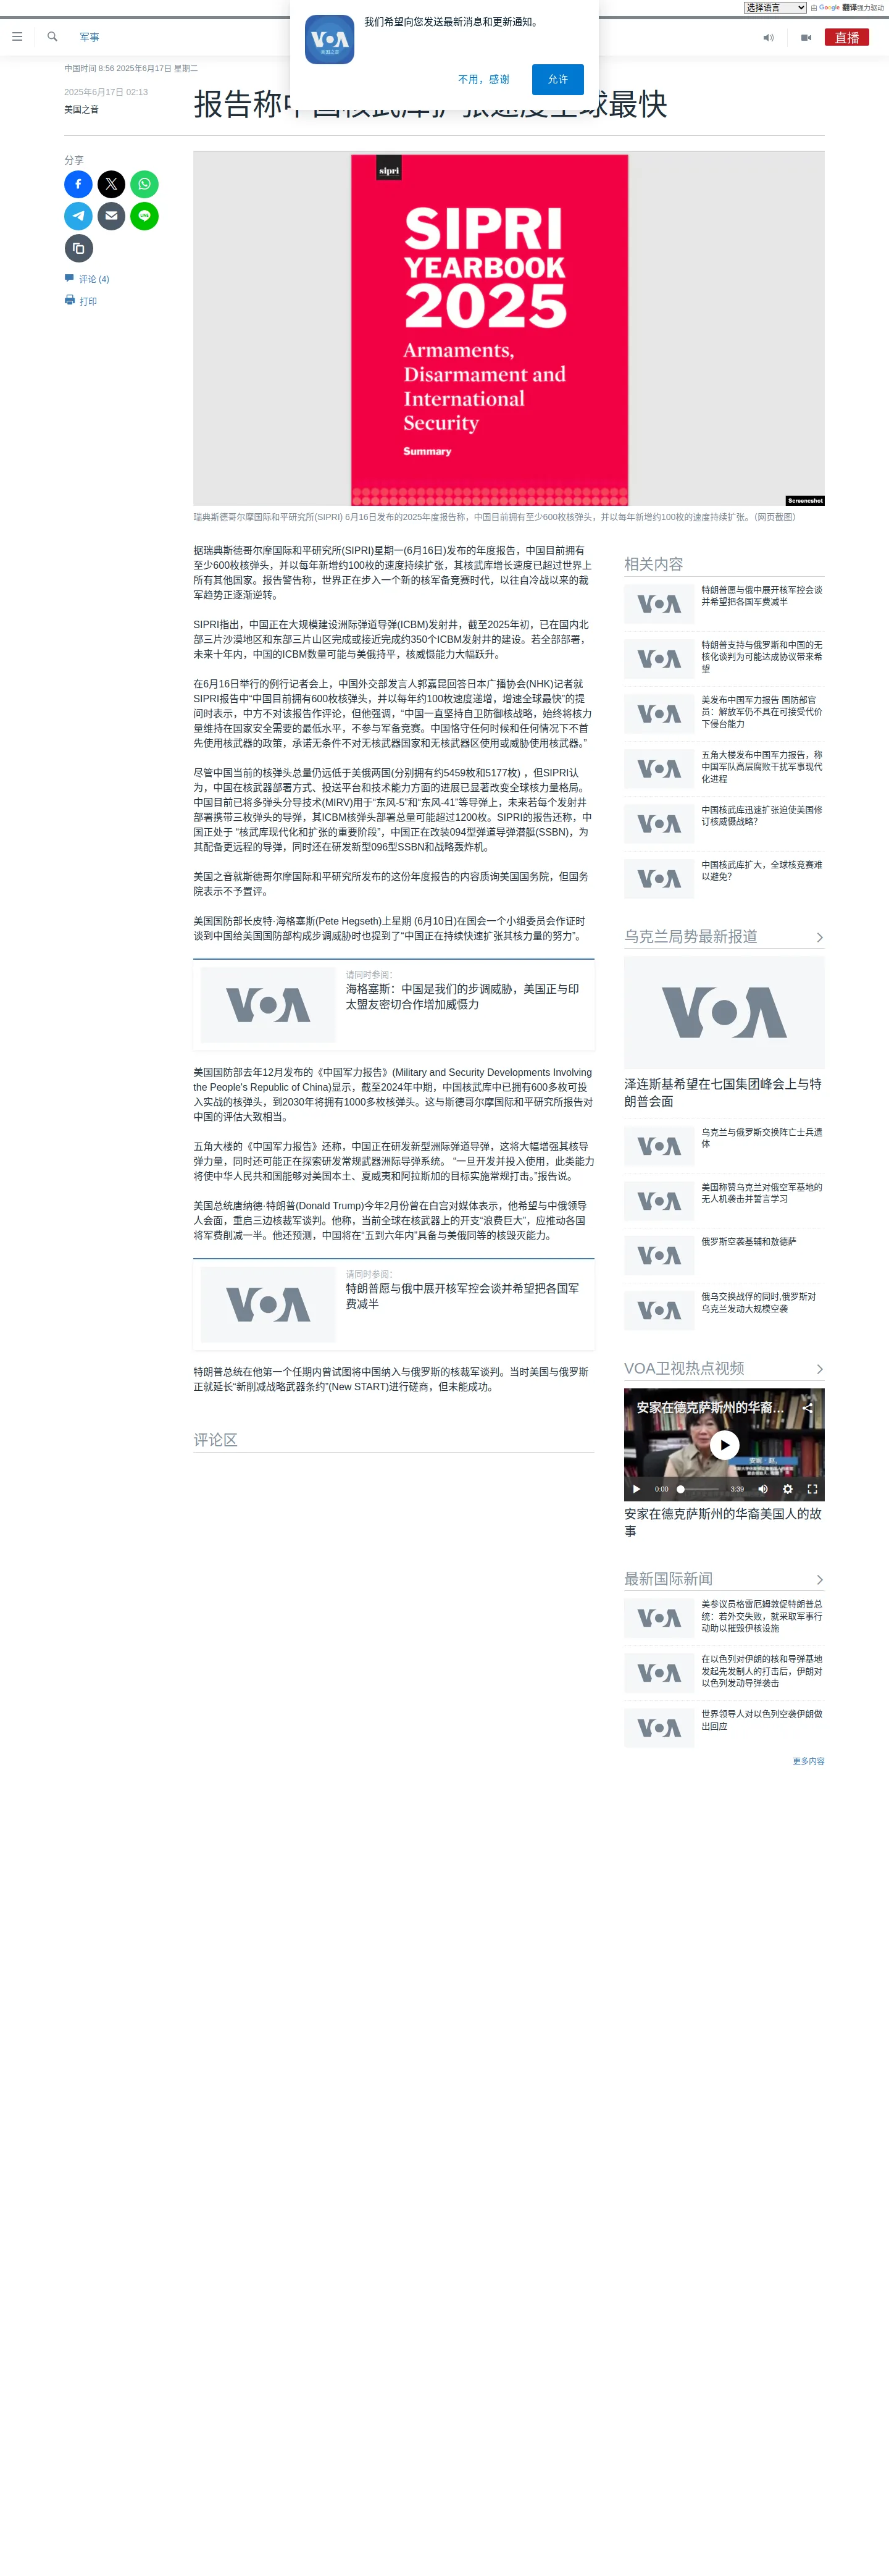 选择语言 由 Google 翻译强力驱动
我们希望向您发送最新消息和更新通知。
不用，感谢
允许
军事
直播
中国时间 8:56 2025年6月17日 星期二
2025年6月17日 02:13
美国之音
报告称中国核武库扩张速度全球最快
分享
评论 (4)
打印
sipri
SIPRI
YEARBOOK
2025
Armaments,
Disarmament and
International
Security
Summary
Screenshot
瑞典斯德哥尔摩国际和平研究所(SIPRI) 6月16日发布的2025年度报告称，中国目前拥有至少600枚核弹头，并以每年新增约100枚的速度持续扩张。（网页截图）
据瑞典斯德哥尔摩国际和平研究所(SIPRI)星期一(6月16日)发布的年度报告，中国目前拥有
至少600枚核弹头，并以每年新增约100枚的速度持续扩张，其核武库增长速度已超过世界上
所有其他国家。报告警告称，世界正在步入一个新的核军备竞赛时代，以往自冷战以来的裁
军趋势正逐渐逆转。
SIPRI指出，中国正在大规模建设洲际弹道导弹(ICBM)发射井，截至2025年初，已在国内北
部三片沙漠地区和东部三片山区完成或接近完成约350个ICBM发射井的建设。若全部部署，
未来十年内，中国的ICBM数量可能与美俄持平，核威慑能力大幅跃升。
在6月16日举行的例行记者会上，中国外交部发言人郭嘉昆回答日本广播协会(NHK)记者就
SIPRI报告中“中国目前拥有600枚核弹头，并以每年约100枚速度递增，增速全球最快”的提
问时表示，中方不对该报告作评论，但他强调，“中国一直坚持自卫防御核战略，始终将核力
量维持在国家安全需要的最低水平，不参与军备竞赛。中国恪守任何时候和任何情况下不首
先使用核武器的政策，承诺无条件不对无核武器国家和无核武器区使用或威胁使用核武器。”
尽管中国当前的核弹头总量仍远低于美俄两国(分别拥有约5459枚和5177枚) ，但SIPRI认
为，中国在核武器部署方式、投送平台和技术能力方面的进展已显著改变全球核力量格局。
中国目前已将多弹头分导技术(MIRV)用于“东风-5”和“东风-41”等导弹上，未来若每个发射井
部署携带三枚弹头的导弹，其ICBM核弹头部署总量可能超过1200枚。SIPRI的报告还称，中
国正处于 “核武库现代化和扩张的重要阶段”，中国正在改装094型弹道导弹潜艇(SSBN)，为
其配备更远程的导弹，同时还在研发新型096型SSBN和战略轰炸机。
美国之音就斯德哥尔摩国际和平研究所发布的这份年度报告的内容质询美国国务院，但国务
院表示不予置评。
美国国防部长皮特·海格塞斯(Pete Hegseth)上星期 (6月10日)在国会一个小组委员会作证时
谈到中国给美国国防部构成步调威胁时也提到了“中国正在持续快速扩张其核力量的努力”。
请同时参阅:
海格塞斯：中国是我们的步调威胁，美国正与印
太盟友密切合作增加威慑力
美国国防部去年12月发布的《中国军力报告》(Military and Security Developments Involving
the People's Republic of China)显示，截至2024年中期，中国核武库中已拥有600多枚可投
入实战的核弹头，到2030年将拥有1000多枚核弹头。这与斯德哥尔摩国际和平研究所报告对
中国的评估大致相当。
五角大楼的《中国军力报告》还称，中国正在研发新型洲际弹道导弹，这将大幅增强其核导
弹力量，同时还可能正在探索研发常规武器洲际导弹系统。 “一旦开发并投入使用，此类能力
将使中华人民共和国能够对美国本土、夏威夷和阿拉斯加的目标实施常规打击。”报告说。
美国总统唐纳德·特朗普(Donald Trump)今年2月份曾在白宫对媒体表示，他希望与中俄领导
人会面，重启三边核裁军谈判。他称，当前全球在核武器上的开支“浪费巨大”，应推动各国
将军费削减一半。他还预测，中国将在“五到六年内”具备与美俄同等的核毁灭能力。
请同时参阅:
特朗普愿与俄中展开核军控会谈并希望把各国军
费减半
特朗普总统在他第一个任期内曾试图将中国纳入与俄罗斯的核裁军谈判。当时美国与俄罗斯
正就延长“新削减战略武器条约”(New START)进行磋商，但未能成功。
评论区
相关内容
特朗普愿与俄中展开核军控会谈
并希望把各国军费减半
特朗普支持与俄罗斯和中国的无
核化谈判为可能达成协议带来希
望
美发布中国军力报告 国防部官
员：解放军仍不具在可接受代价
下侵台能力
五角大楼发布中国军力报告，称
中国军队高层腐败干扰军事现代
化进程
中国核武库迅速扩张迫使美国修
订核威慑战略?
中国核武库扩大，全球核竞赛难
以避免?
乌克兰局势最新报道
泽连斯基希望在七国集团峰会上与特
朗普会面
乌克兰与俄罗斯交换阵亡士兵遗
体
美国称赞乌克兰对俄空军基地的
无人机袭击并誓言学习
俄罗斯空袭基辅和敖德萨
俄乌交换战俘的同时,俄罗斯对
乌克兰发动大规模空袭
VOA卫视热点视频
安家在德克萨斯州的华裔…
0:00
3:39
安家在德克萨斯州的华裔美国人的故
事
最新国际新闻
美参议员格雷厄姆敦促特朗普总
统：若外交失败，就采取军事行
动助以摧毁伊核设施
在以色列对伊朗的核和导弹基地
发起先发制人的打击后，伊朗对
以色列发动导弹袭击
世界领导人对以色列空袭伊朗做
出回应
更多内容